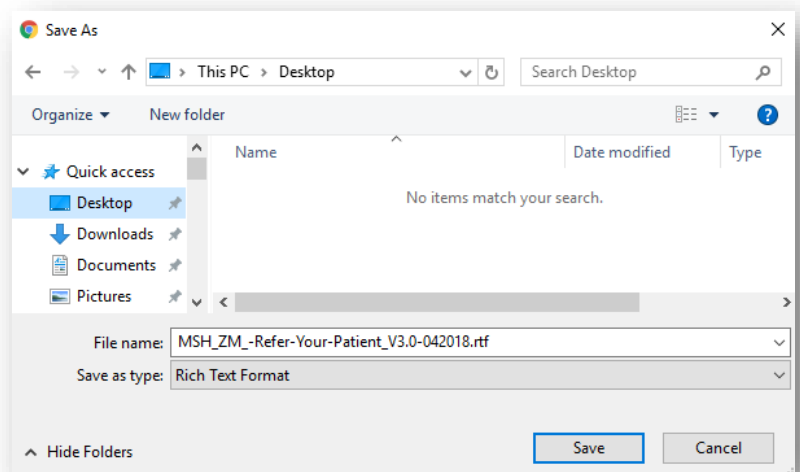 Save As
This PC > Desktop
Search Desktop
Organize
New folder
Name
Date modified
Type
Quick access
Desktop
Downloads
Documents
Pictures
No items match your search.
File name: MSH_ZM_-Refer-Your-Patient_V3.0-042018.rtf
Save as type: Rich Text Format
Hide Folders
Save
Cancel